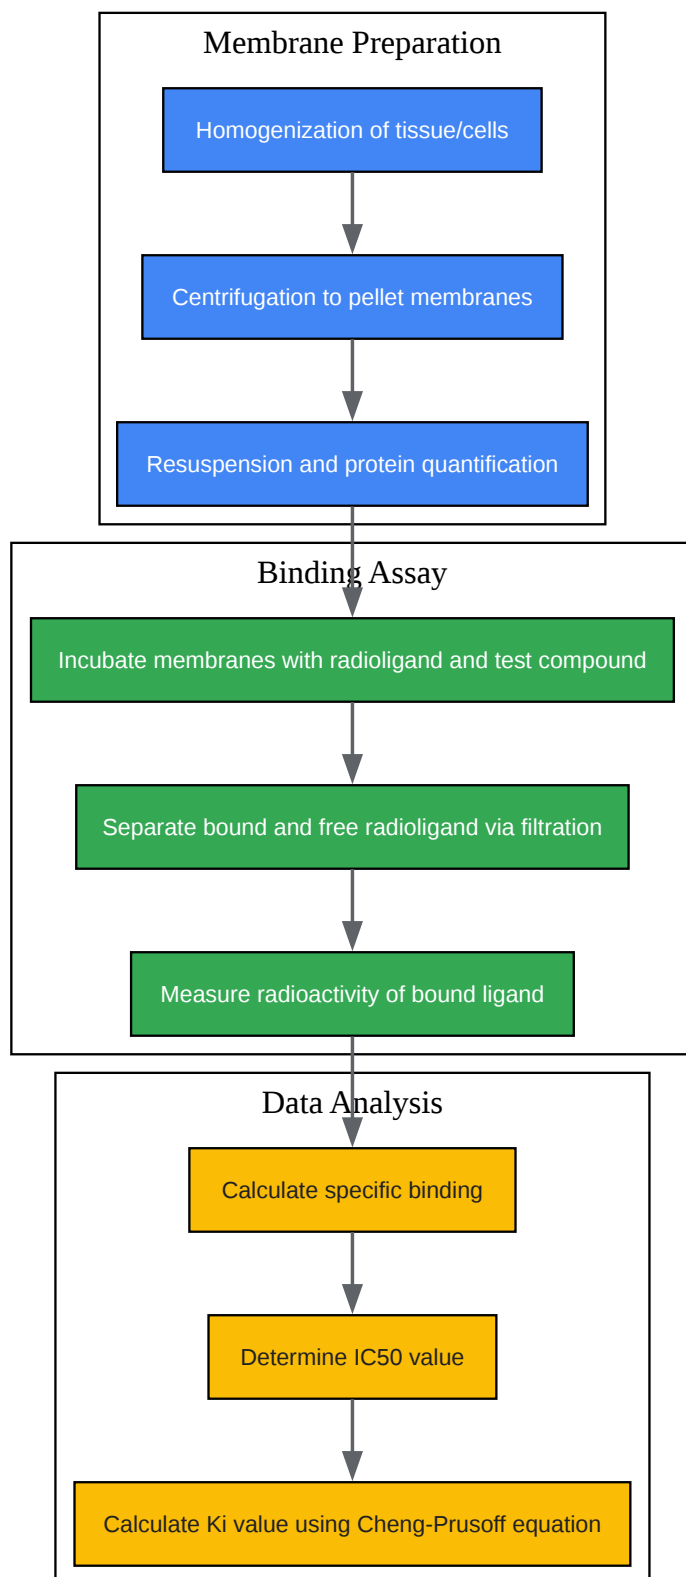 Membrane Preparation
Homogenization of tissue/cells
Centrifugation to pellet membranes
Resuspension and protein quantification
Binding Assay
Incubate membranes with radioligand and test compound
Separate bound and free radioligand via filtration
Measure radioactivity of bound ligand
Data Analysis
Calculate specific binding
Determine IC50 value
Calculate Ki value using Cheng-Prusoff equation